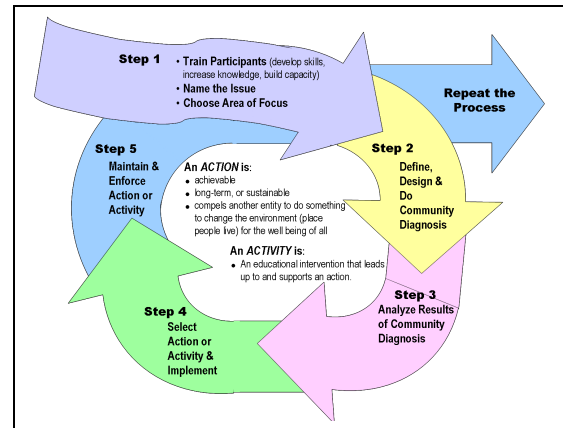 Step 1
• Train Participants (develop skills,
increase knowledge, build capacity)
• Name the Issue
• Choose Area of Focus
Repeat the
Process
Step 2
Define,
Design &
Do
Community
Diagnosis
Step 3
Analyze Results
of Community
Diagnosis
Step 4
Select
Action or
Activity &
Implement
Step 5
Maintain &
Enforce
Action or
Activity
An ACTION is:
• achievable
• long-term, or sustainable
• compels another entity to do something
to change the environment (place
people live) for the well being of all
An ACTIVITY is:
• An educational intervention that leads
up to and supports an action.